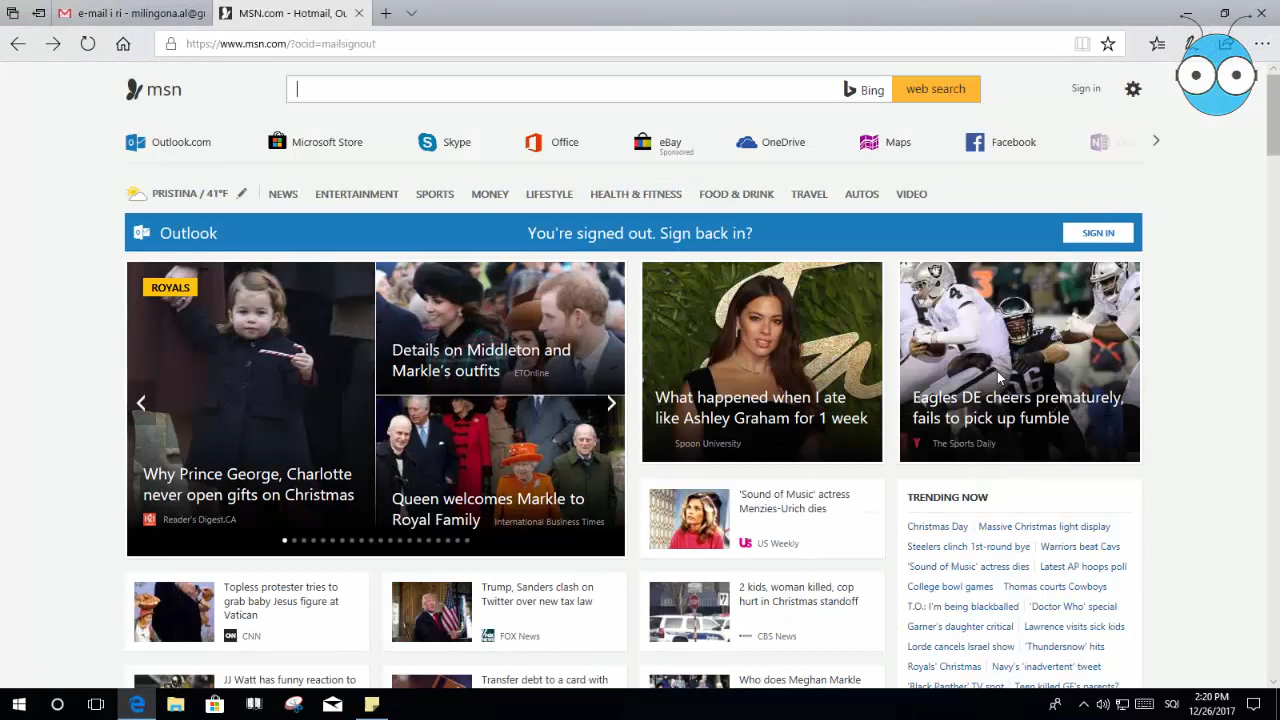 e-mail i ri - milingona.al@gr
MSN.com - Hotmail, Ou
https://www.msn.com/?ocid=mailsignout
msn
Bing
web search
Sign in
Outlook.com
Microsoft Store
Skype
Office
eBay
Sponsored
OneDrive
Maps
Facebook
PRISTINA / 41°F
NEWS
ENTERTAINMENT
SPORTS
MONEY
LIFESTYLE
HEALTH & FITNESS
FOOD & DRINK
TRAVEL
AUTOS
VIDEO
Outlook
You're signed out. Sign back in?
SIGN IN
ROYALS
Why Prince George, Charlotte
never open gifts on Christmas
Reader's Digest.CA
Details on Middleton and
Markle's outfits
ETOnline
Queen welcomes Markle to
Royal Family
International Business Times
What happened when I ate
like Ashley Graham for 1 week
Spoon University
Eagles DE cheers prematurely,
fails to pick up fumble
The Sports Daily
'Sound of Music' actress
Menzies-Urich dies
US Weekly
TRENDING NOW
Christmas Day
Massive Christmas light display
Steelers clinch 1st-round bye
Warriors beat Cavs
'Sound of Music' actress dies
Latest AP hoops poll
College bowl games
Thomas courts Cowboys
T.O.: I'm being blackballed
'Doctor Who' special
Garner's daughter critical
Lawrence visits sick kids
Lorde cancels Israel show
'Thundersnow' hits
Royals' Christmas
Navy's 'inadvertent' tweet
'Black Panther' TV spot
Teen killed GF's parents?
Topless protester tries to
grab baby Jesus figure at
Vatican
CNN
Trump, Sanders clash on
Twitter over new tax law
FOX News
2 kids, woman killed, cop
hurt in Christmas standoff
CBS News
JJ Watt has funny reaction to
Transfer debt to a card with
Who does Meghan Markle
SQI
2:20 PM
12/26/2017